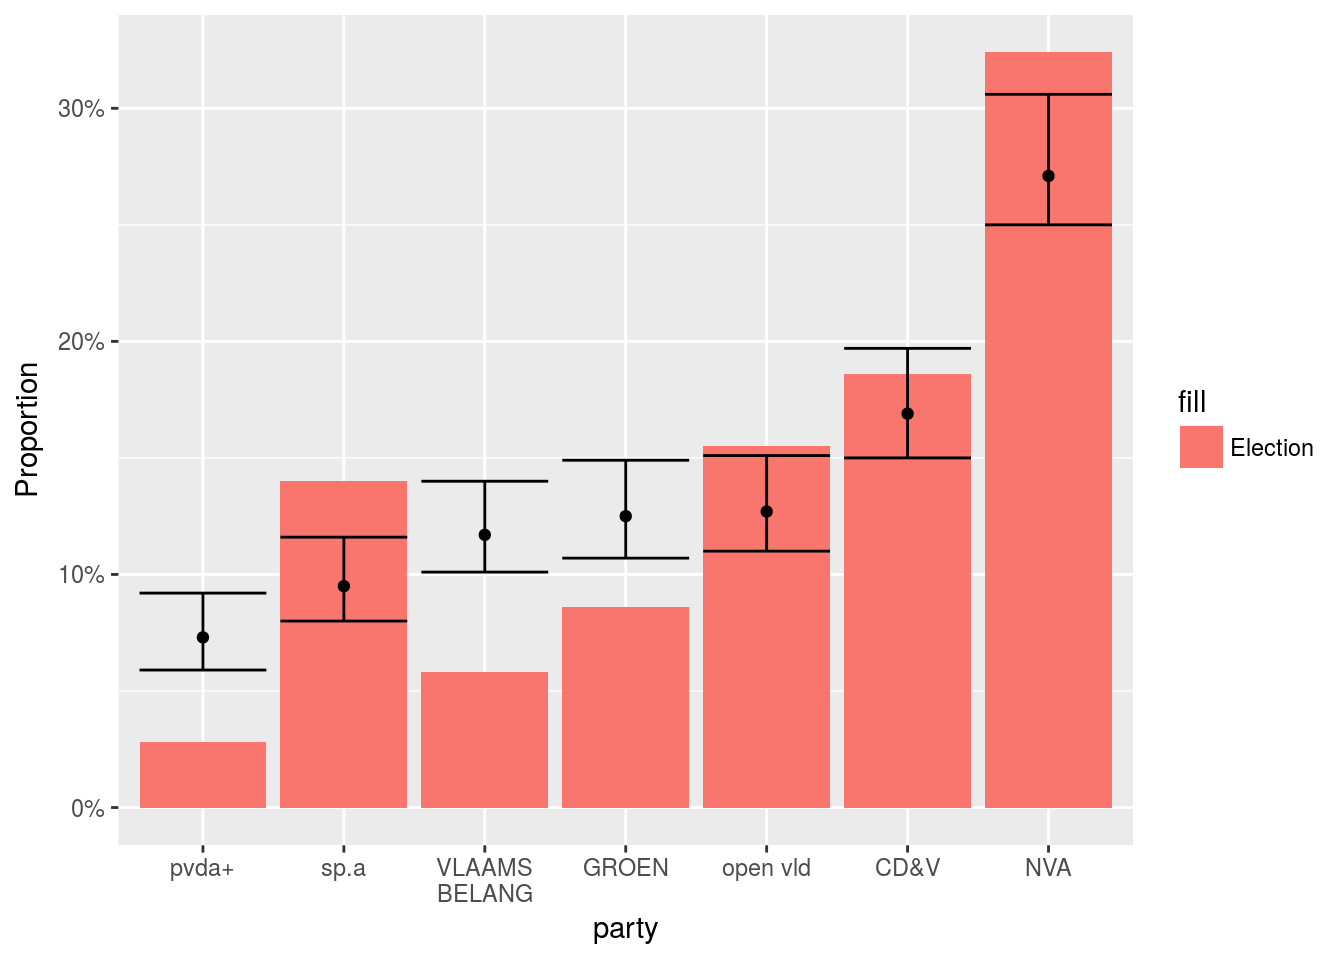 Proportion
30%
20%
10%
0%
pvda+
sp.a
VLAAMS
BELANG
GROEN
open vld
CD&V
NVA
party
fill
Election